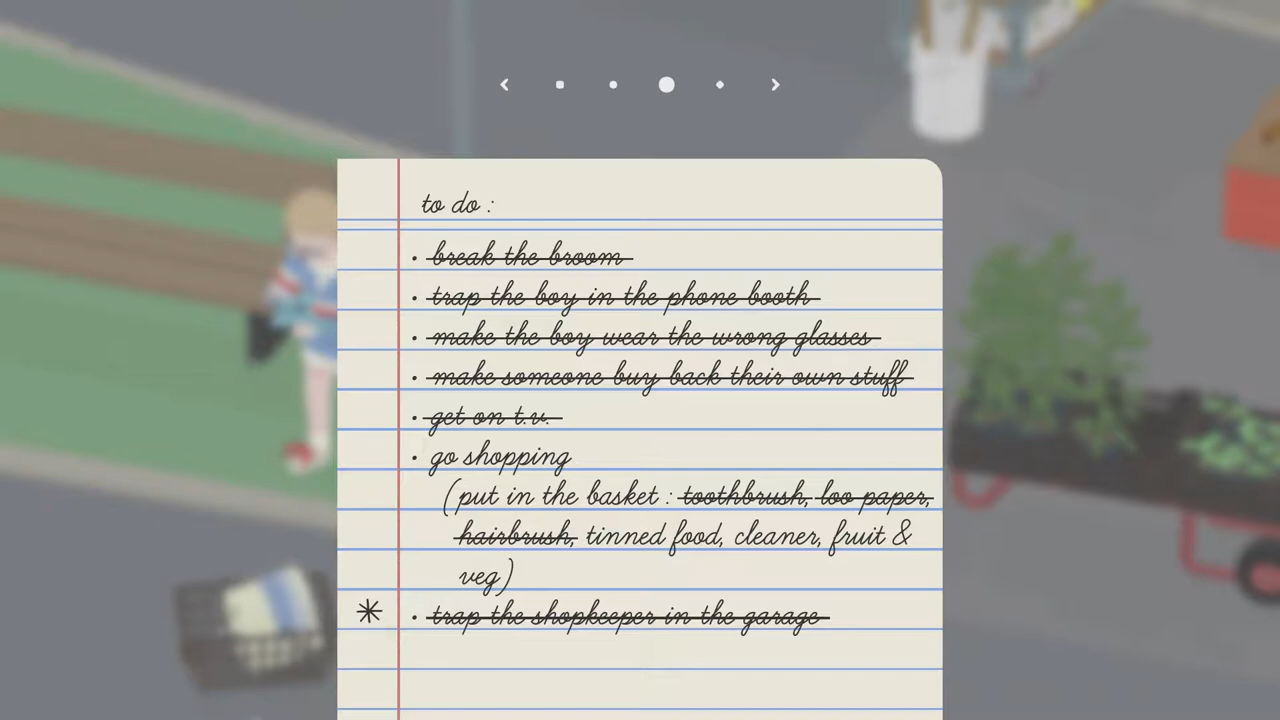 to do :
· break the broom
· trap the boy in the phone booth
· make the boy wear the wrong glasses
· make someone buy back their own stuff
· get on t.v.
· go shopping
(put in the basket : toothbrush, loo paper,
hairbrush, tinned food, cleaner, fruit &
veg)
· trap the shopkeeper in the garage